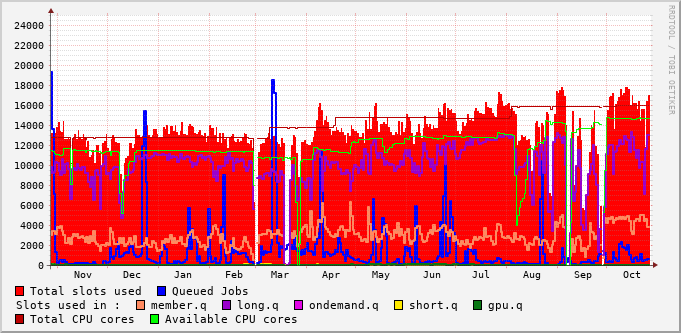 24000
22000
20000
18000
16000
14000
12000
10000
8000
6000
4000
2000
0
Nov Dec Jan Feb Mar Apr May Jun Jul Aug Sep Oct
Total slots used Queued Jobs
Slots used in : member.q long.q ondemand.q short.q gpu.q
Total CPU cores Available CPU cores
RRDTOOL / TOBI OETIKER